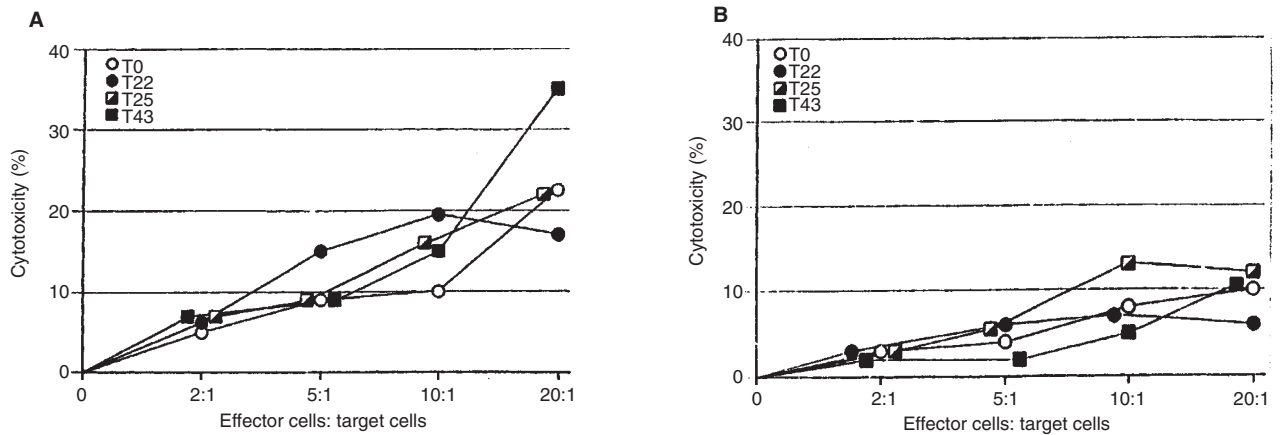 A
Cytotoxicity (%)
40
30
20
10
0
T0
T22
T25
T43
0 2:1 5:1 10:1 20:1
Effector cells: target cells
B
Cytotoxicity (%)
40
30
20
10
0
T0
T22
T25
T43
0 2:1 5:1 10:1 20:1
Effector cells: target cells